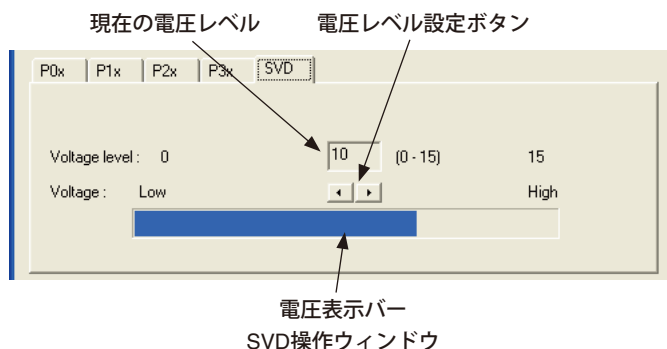 現在の電圧レベル 電圧レベル設定ボタン
P0x P1x P2x P3x SVD
Voltage level : 0 10 (0 - 15) 15
Voltage : Low High
電圧表示バー
SVD操作ウィンドウ